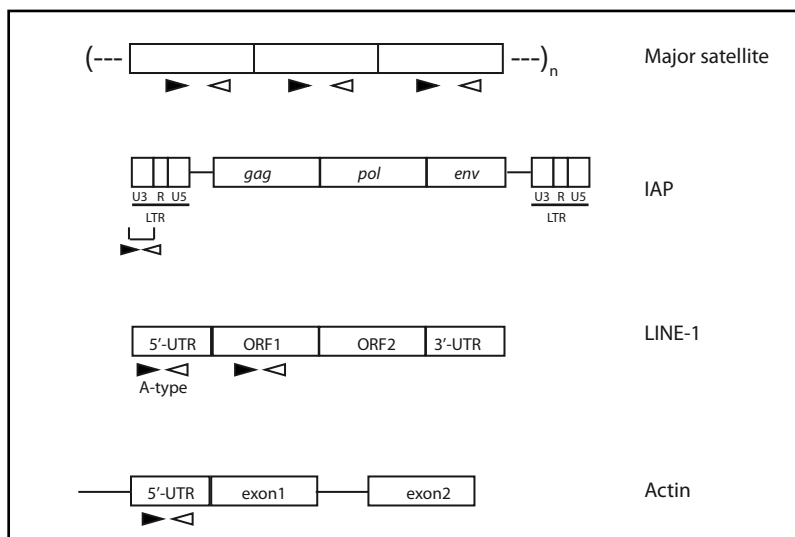 (--- ---)n Major satellite
gag pol env
U3 R U5 U3 R U5
LTR LTR
IAP
LINE-1
5’-UTR ORF1 ORF2 3’-UTR
A-type
5’-UTR exon1 exon2 Actin